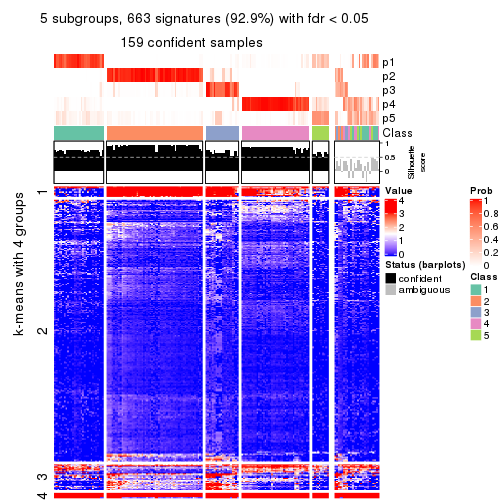 5 subgroups, 663 signatures (92.9%) with fdr < 0.05
159 confident samples
p1
p2
p3
p4
p5
Class
1
0.5
0
Silhouette
score
k-means with 4 groups
1
2
3
4
Value
4
3
2
1
0
Status (barplots)
confident
ambiguous
Prob
1
0.8
0.6
0.4
0.2
0
Class
1
2
3
4
5